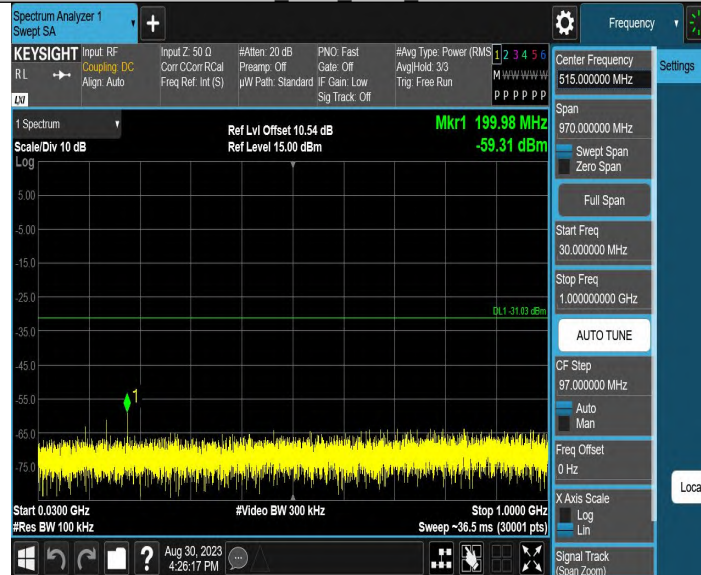 Spectrum Analyzer 1
Swept SA
+
Frequency
KEYSIGHT
RL
LXI
Input: RF
Coupling: DC
Align: Auto
Input Z: 50 Ω
Corr CCorr RCal
Freq Ref: Int (S)
#Atten: 20 dB
Preamp: Off
µW Path: Standard
PNO: Fast
Gate: Off
IF Gain: Low
Sig Track: Off
#Avg Type: Power (RMS
Avg|Hold: 3/3
Trig: Free Run
1 2 3 4 5 6
M W W W W W
P P P P P P
1 Spectrum
Scale/Div 10 dB
Ref Lvl Offset 10.54 dB
Ref Level 15.00 dBm
Mkr1 199.98 MHz
-59.31 dBm
Log
5.00
-5.00
-15.0
-25.0
-35.0
-45.0
-55.0
-65.0
-75.0
DL1 -31.03 dBm
1
Start 0.0300 GHz
#Res BW 100 kHz
#Video BW 300 kHz
Stop 1.0000 GHz
Sweep ~36.5 ms (30001 pts)
?
Aug 30, 2023
4:26:17 PM
Center Frequency
515.000000 MHz
Span
970.000000 MHz
Swept Span
Zero Span
Full Span
Start Freq
30.000000 MHz
Stop Freq
1.000000000 GHz
AUTO TUNE
CF Step
97.000000 MHz
Auto
Man
Freq Offset
0 Hz
X Axis Scale
Log
Lin
Signal Track
(Span Zoom)
Settings
Loca